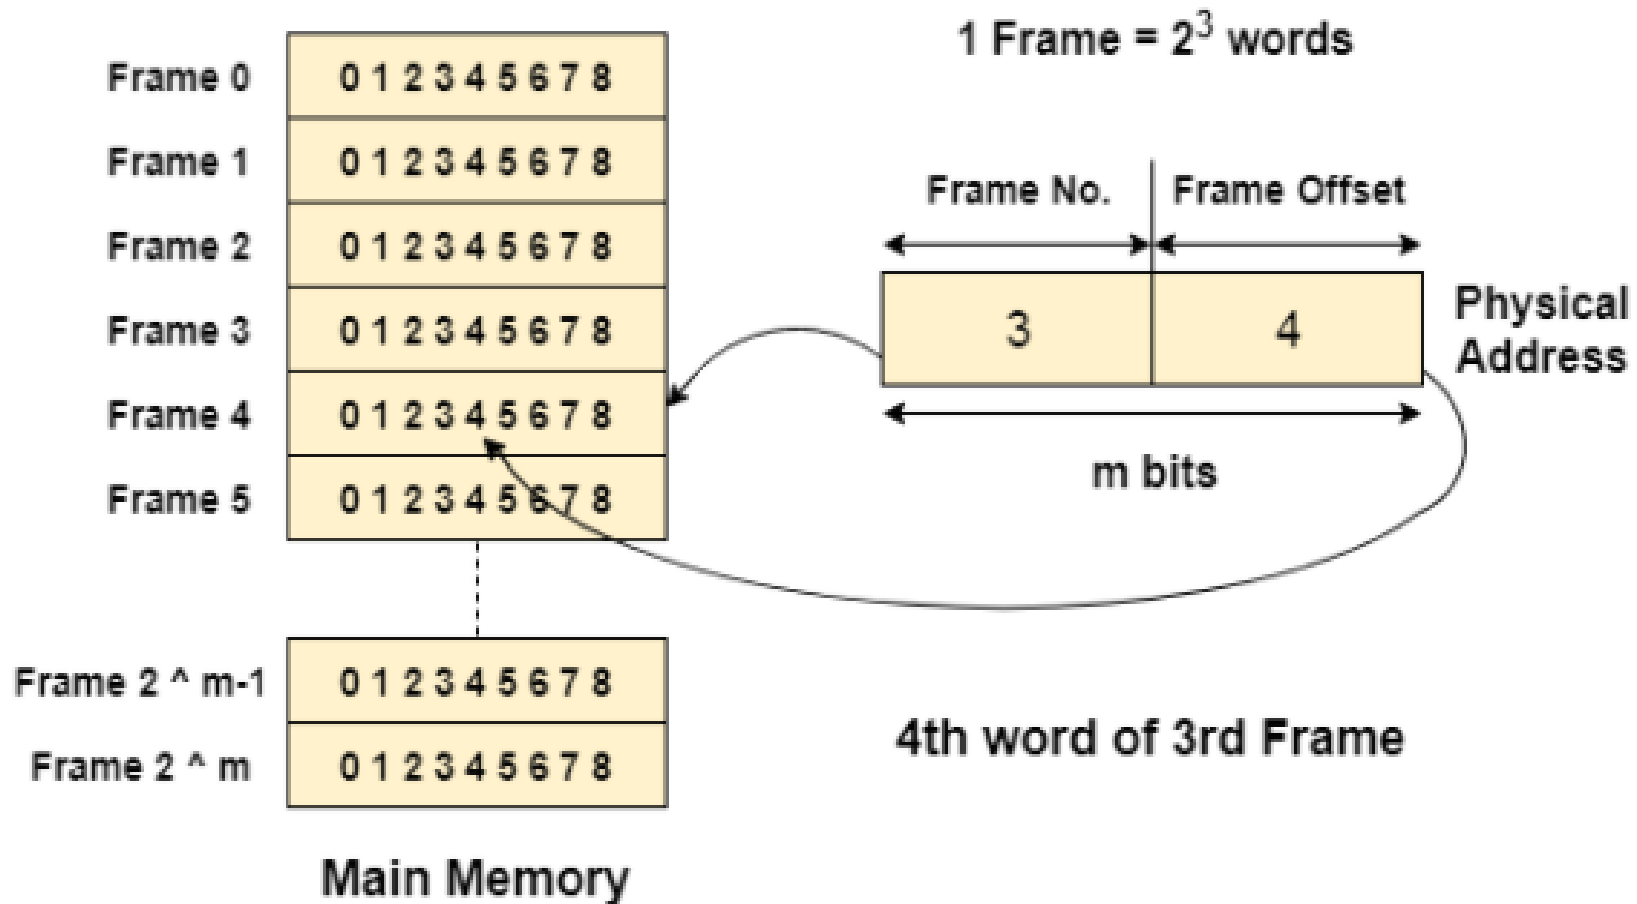 1 Frame = 2³ words
Frame 0 0 1 2 3 4 5 6 7 8
Frame 1 0 1 2 3 4 5 6 7 8
Frame 2 0 1 2 3 4 5 6 7 8
Frame 3 0 1 2 3 4 5 6 7 8
Frame 4 0 1 2 3 4 5 6 7 8
Frame 5 0 1 2 3 4 5 6 7 8
Frame 2 ^ m-1 0 1 2 3 4 5 6 7 8
Frame 2 ^ m 0 1 2 3 4 5 6 7 8
Main Memory
Frame No. Frame Offset
3 4
Physical
Address
m bits
4th word of 3rd Frame